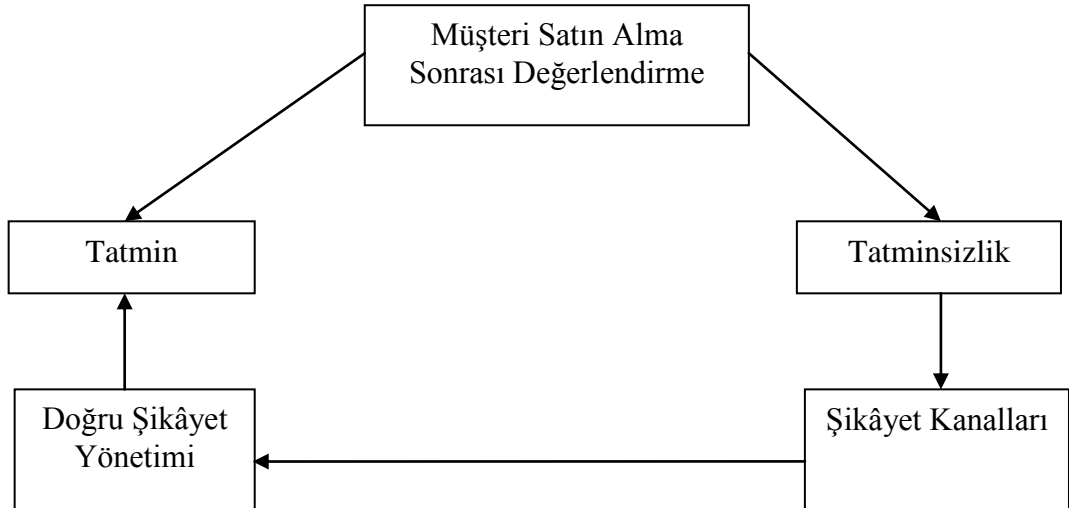 Müşteri Satın Alma
Sonrası Değerlendirme
Tatmin
Tatminsizlik
Doğru Şikâyet
Yönetimi
Şikâyet Kanalları